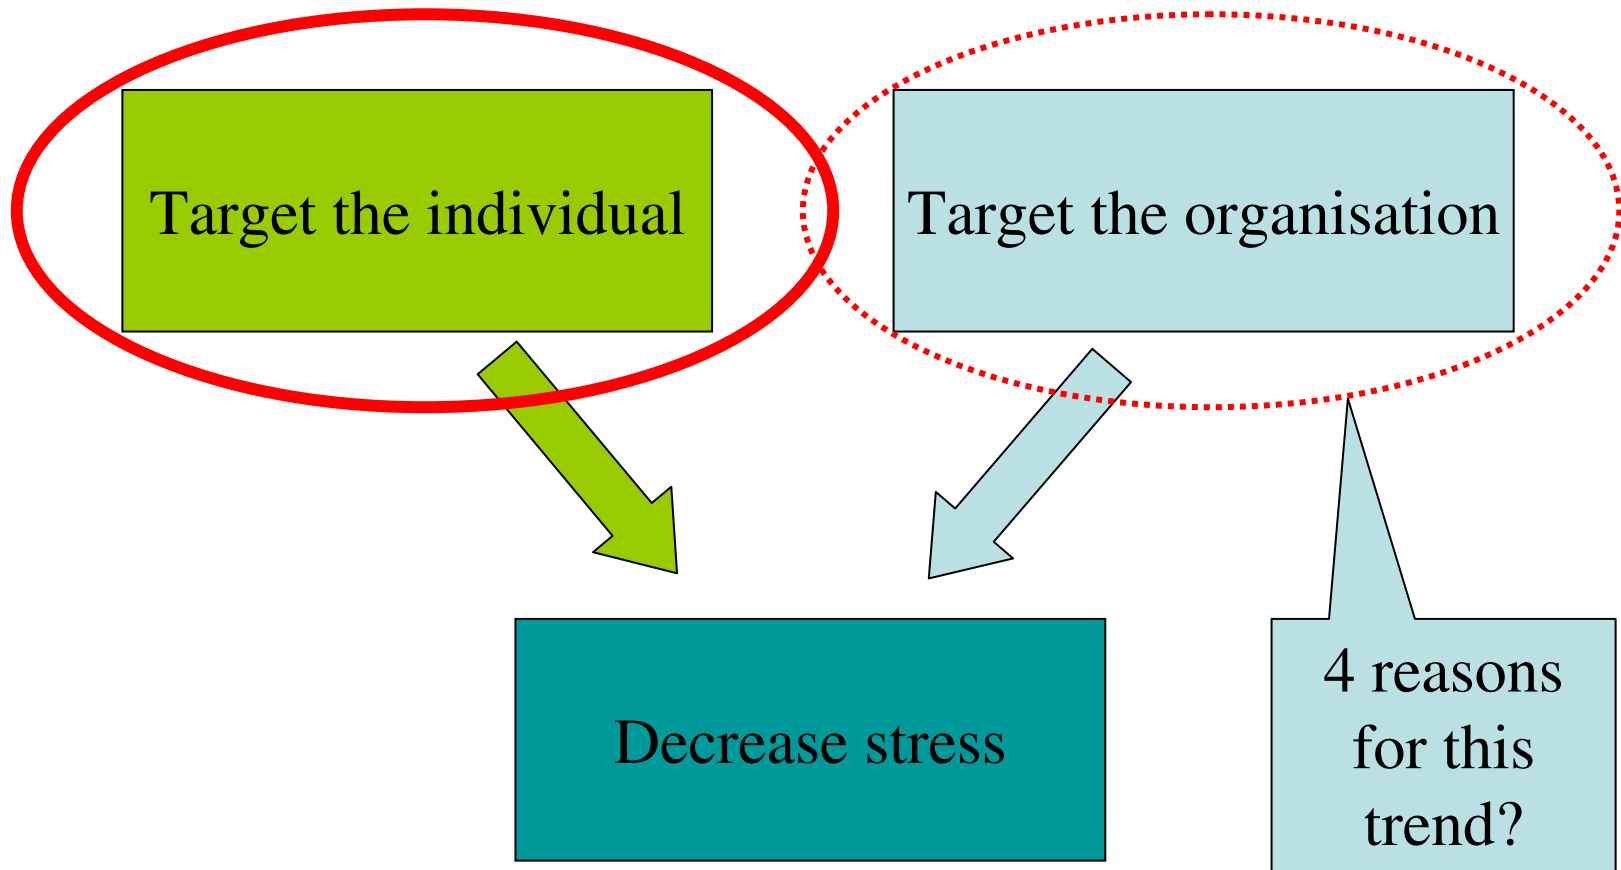 Target the individual
Target the organisation
Decrease stress
4 reasons
for this
trend?